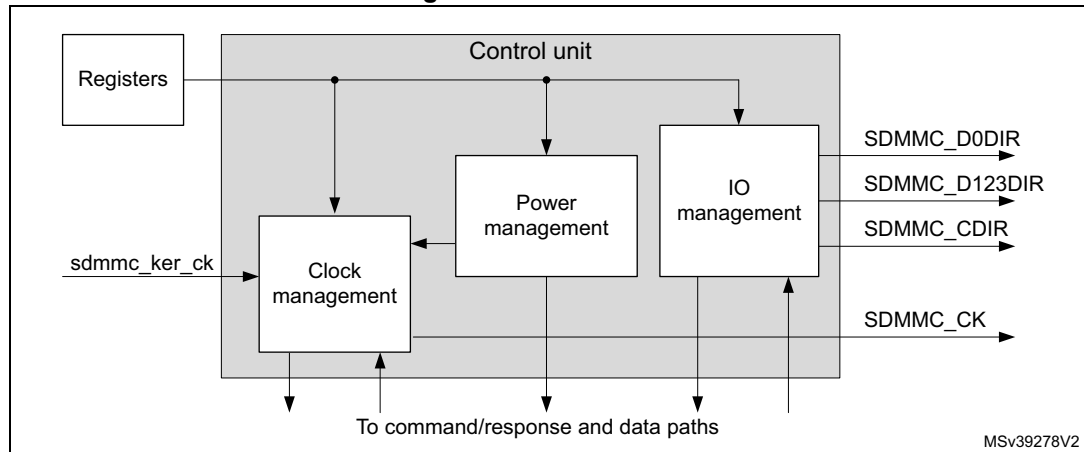 Control unit
Registers
SDMMC_D0DIR
SDMMC_D123DIR
SDMMC_CDIR
IO
management
Power
management
sdmmc_ker_ck
Clock
management
SDMMC_CK
To command/response and data paths
MSv39278V2